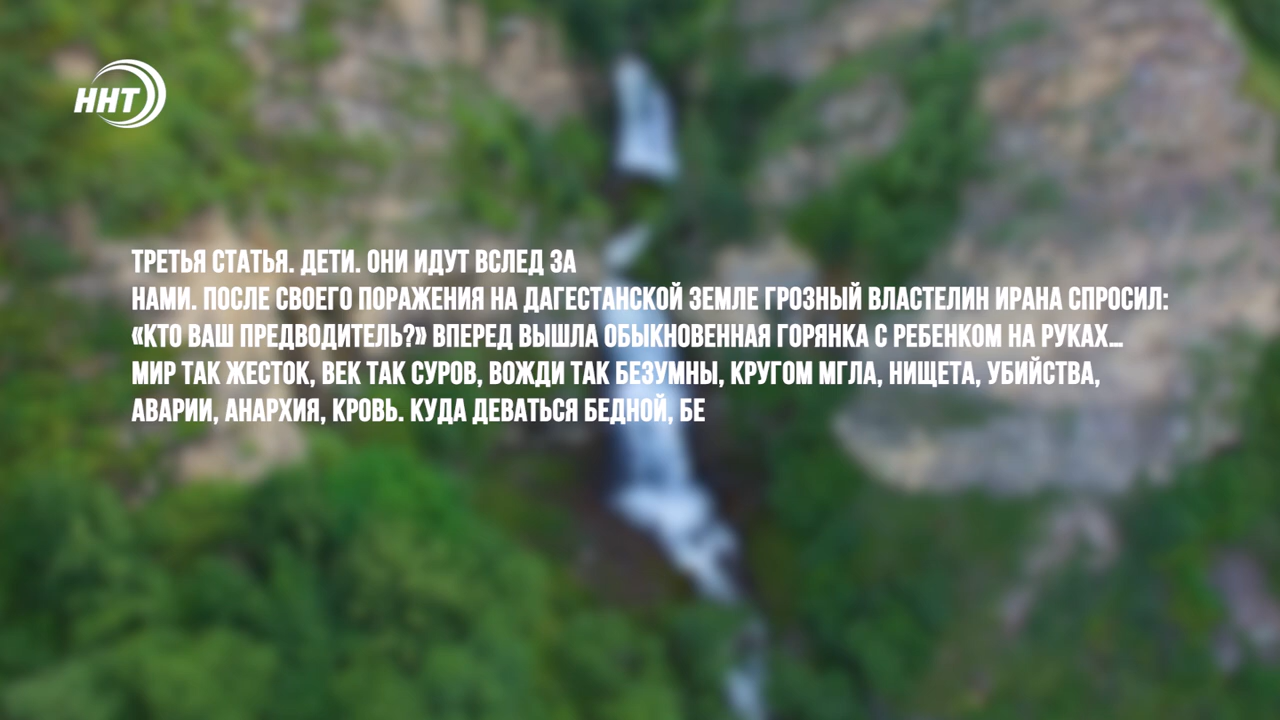 ННТ
ТРЕТЬЯ СТАТЬЯ. ДЕТИ. ОНИ ИДУТ ВСЛЕД ЗА
НАМИ. ПОСЛЕ СВОЕГО ПОРАЖЕНИЯ НА ДАГЕСТАНСКОЙ ЗЕМЛЕ ГРОЗНЫЙ ВЛАСТЕЛИН ИРАНА СПРОСИЛ:
«КТО ВАШ ПРЕДВОДИТЕЛЬ?» ВПЕРЕД ВЫШЛА ОБЫКНОВЕННАЯ ГОРЯНКА С РЕБЕНКОМ НА РУКАХ...
МИР ТАК ЖЕСТОК, ВЕК ТАК СУРОВ, ВОЖДИ ТАК БЕЗУМНЫ, КРУГОМ МГЛА, НИЩЕТА, УБИЙСТВА,
АВАРИИ, АНАРХИЯ, КРОВЬ. КУДА ДЕВАТЬСЯ БЕДНОЙ, БЕ